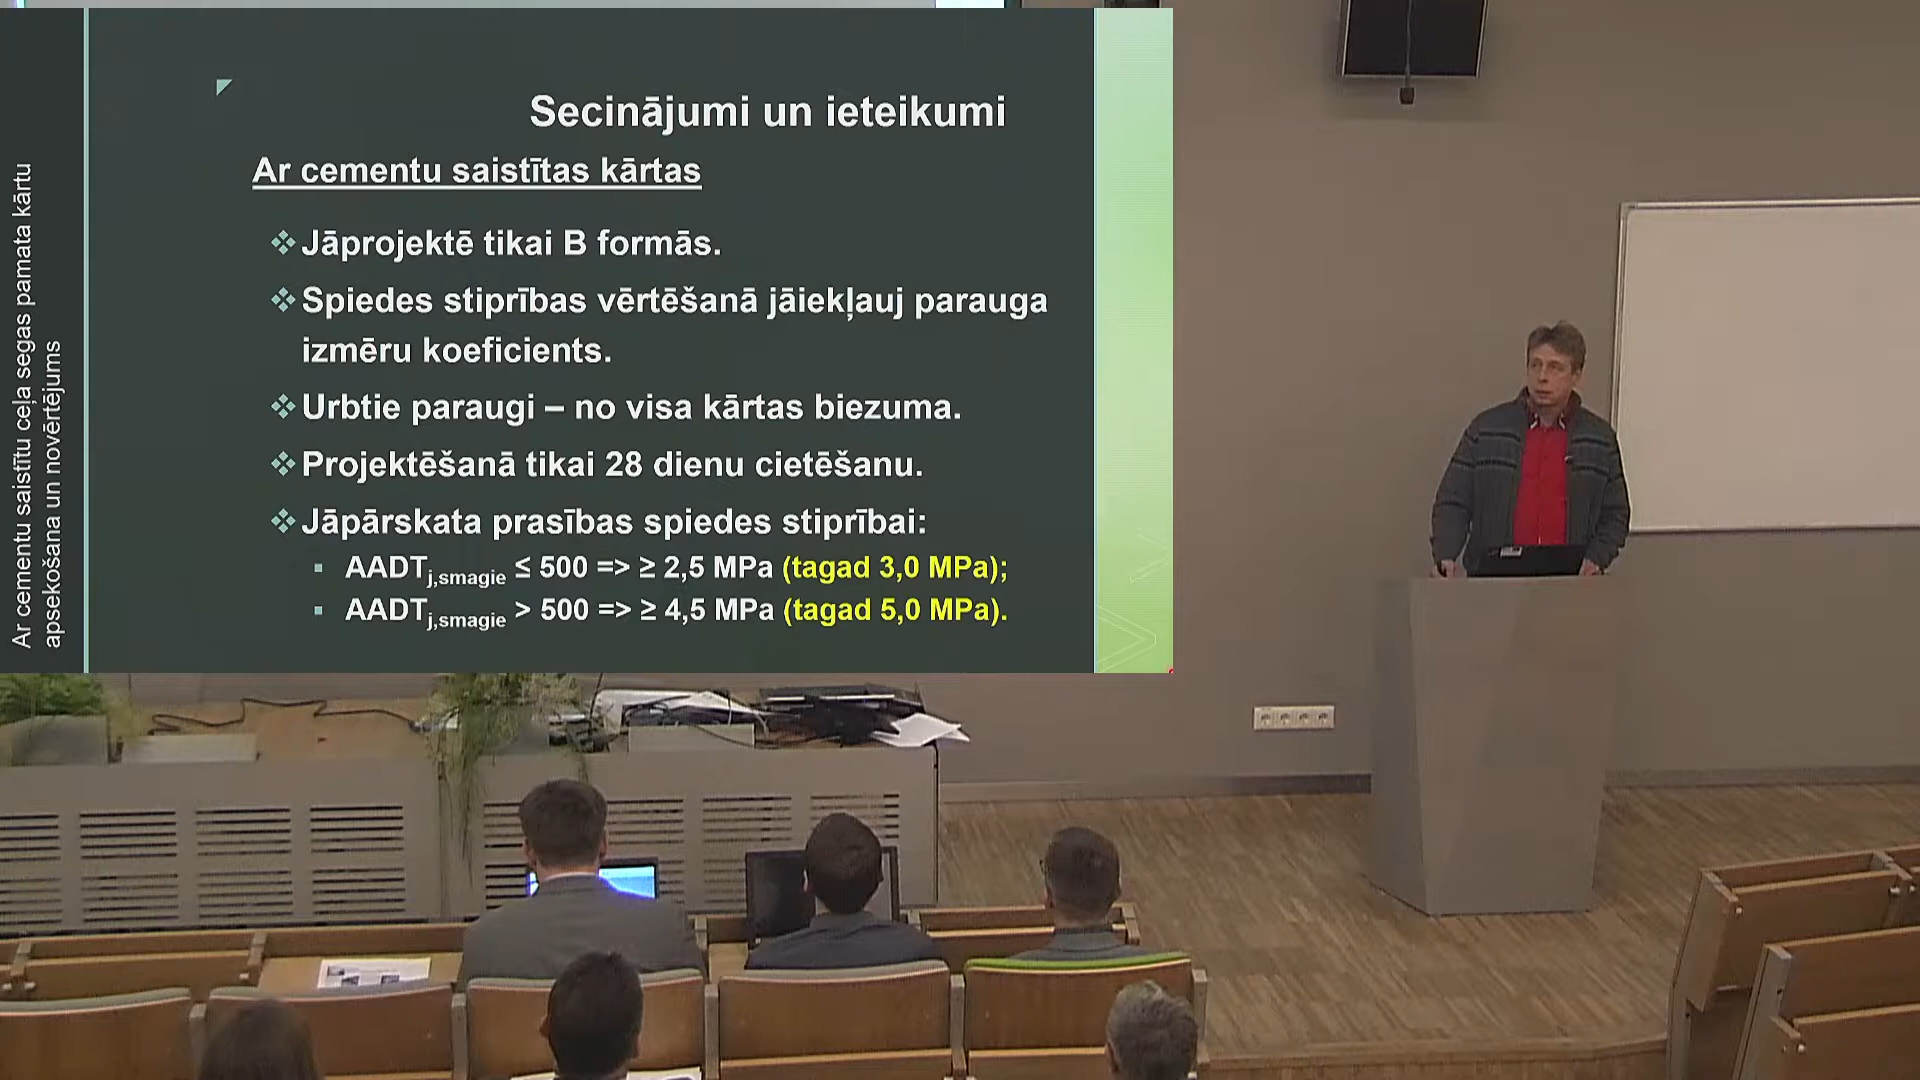 Ar cementu saistītu ceļa segas pamata kārtu
apsekošana un novērtējums
Secinājumi un ieteikumi
Ar cementu saistītas kārtas
Jāprojektē tikai B formās.
Spiedes stiprības vērtēšanā jāiekļauj parauga
izmēru koeficients.
Urbtie paraugi – no visa kārtas biezuma.
Projektēšanā tikai 28 dienu cietēšanu.
Jāpārskata prasības spiedes stiprībai:
AADTj,smagie ≤ 500 => ≥ 2,5 MPa (tagad 3,0 MPa);
AADTj,smagie > 500 => ≥ 4,5 MPa (tagad 5,0 MPa).